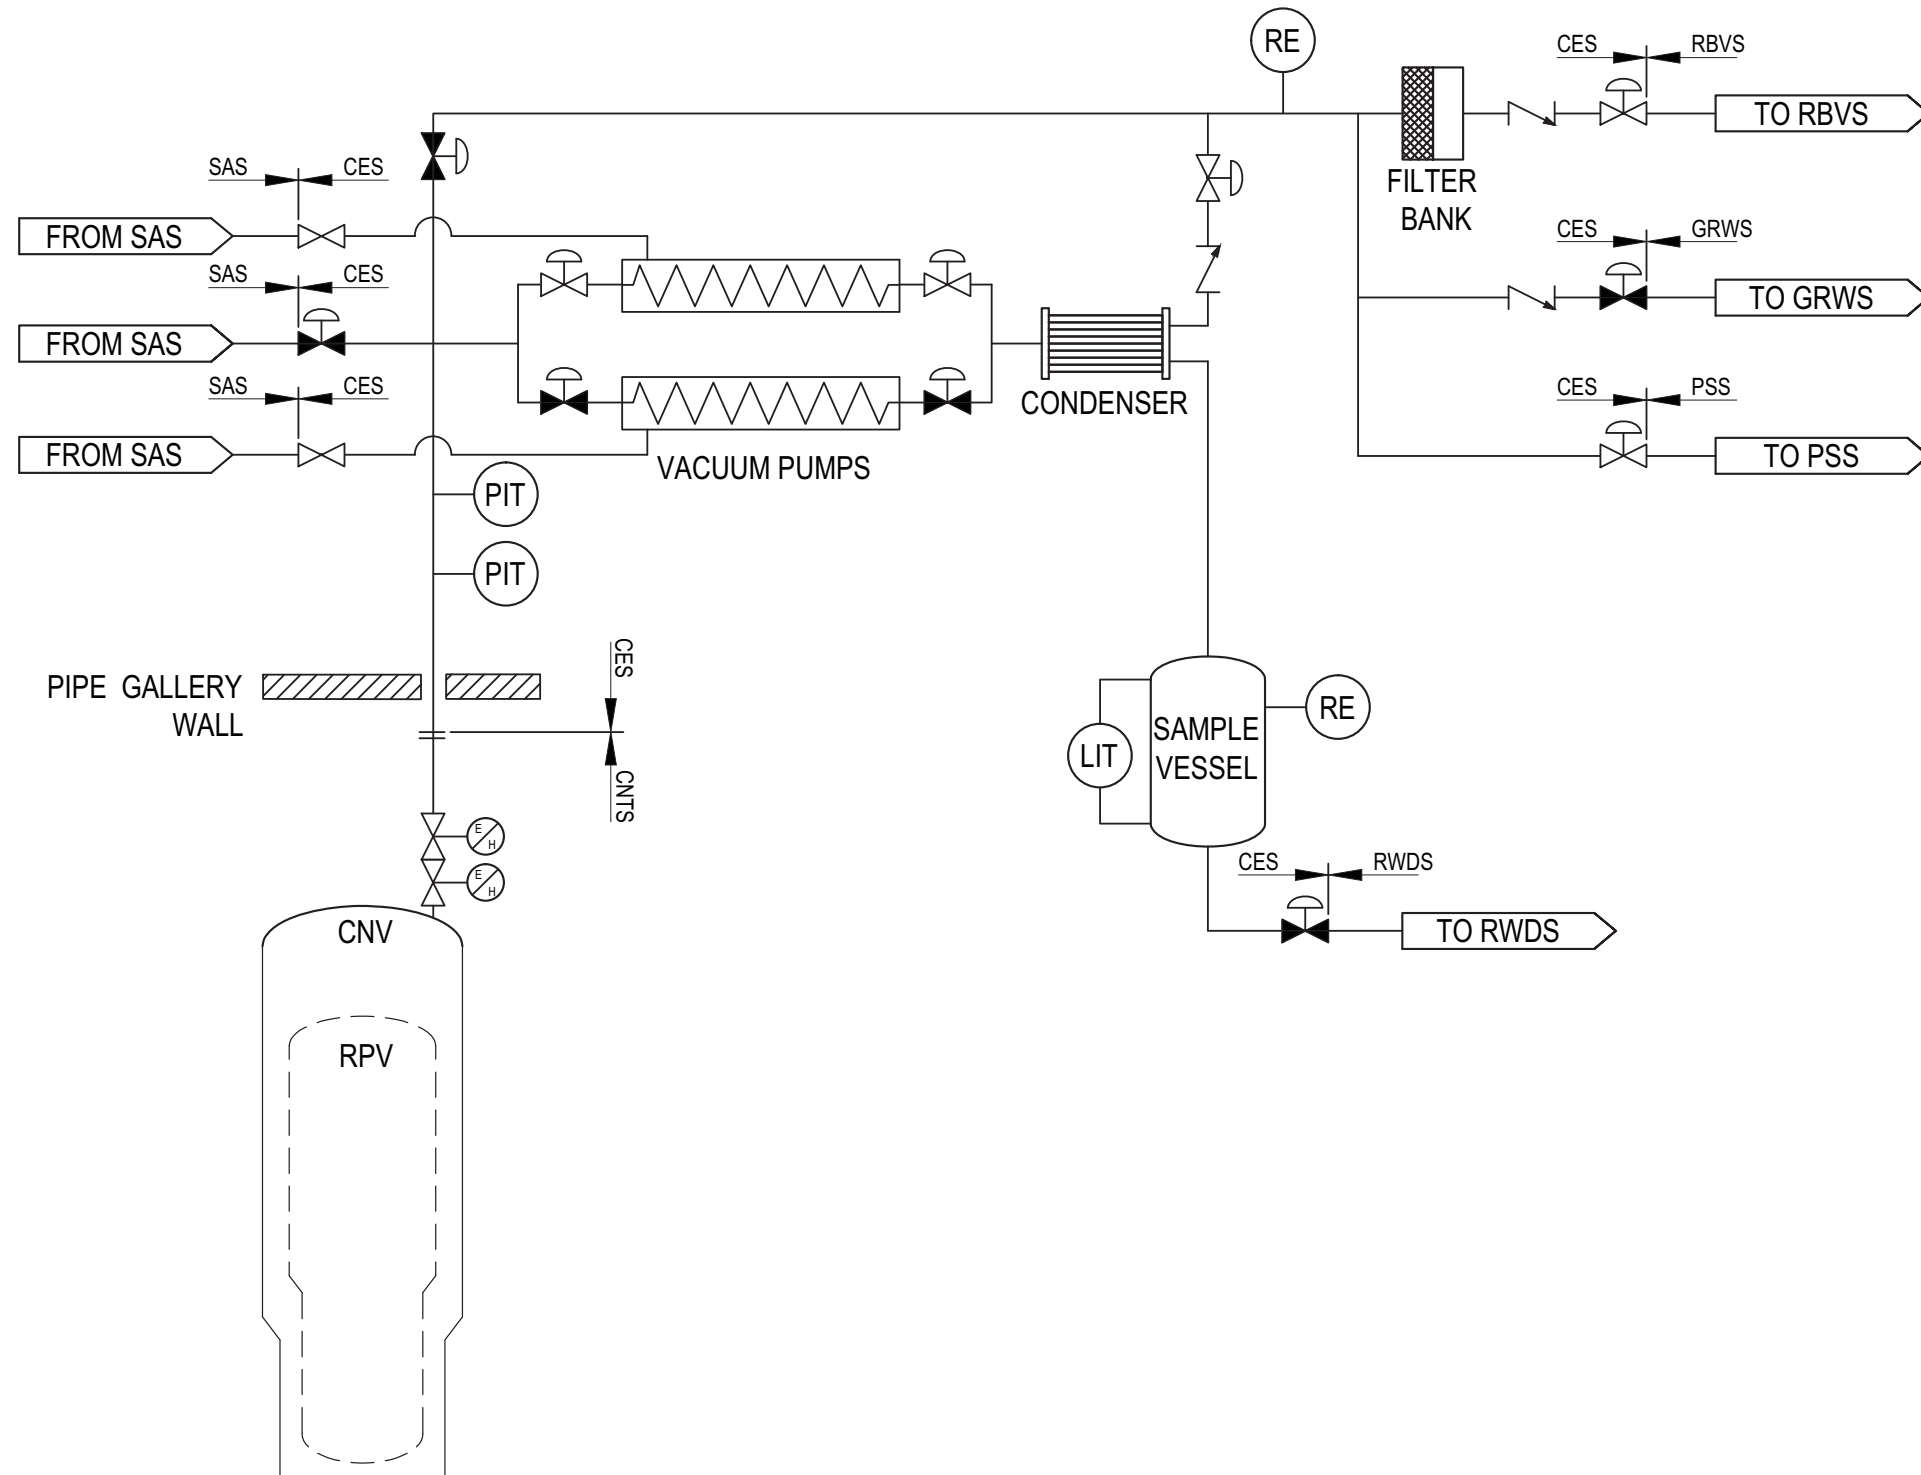 RE
CES RBVS
TO RBVS
SAS CES
FROM SAS
FILTER
BANK
CES GRWS
TO GRWS
SAS CES
FROM SAS
SAS CES
FROM SAS
CONDENSER
CES PSS
TO PSS
VACUUM PUMPS
PIT
PIT
CES
CNTS
PIPE GALLERY
WALL
RE
SAMPLE
VESSEL
LIT
E
H
E
H
CES RWDS
TO RWDS
CNV
RPV